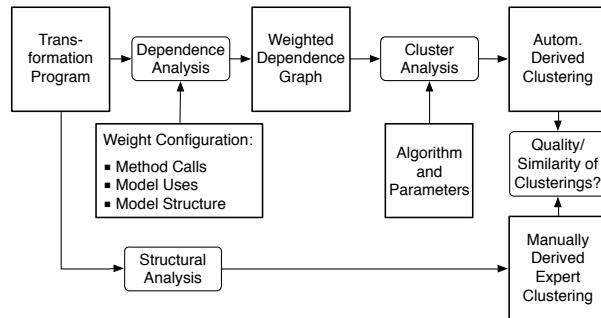 Trans-
formation
Program
Dependence
Analysis
Weighted
Dependence
Graph
Cluster
Analysis
Autom.
Derived
Clustering
Weight Configuration:
▪ Method Calls
▪ Model Uses
▪ Model Structure
Algorithm
and
Parameters
Quality/
Similarity of
Clusterings?
Structural
Analysis
Manually
Derived
Expert
Clustering